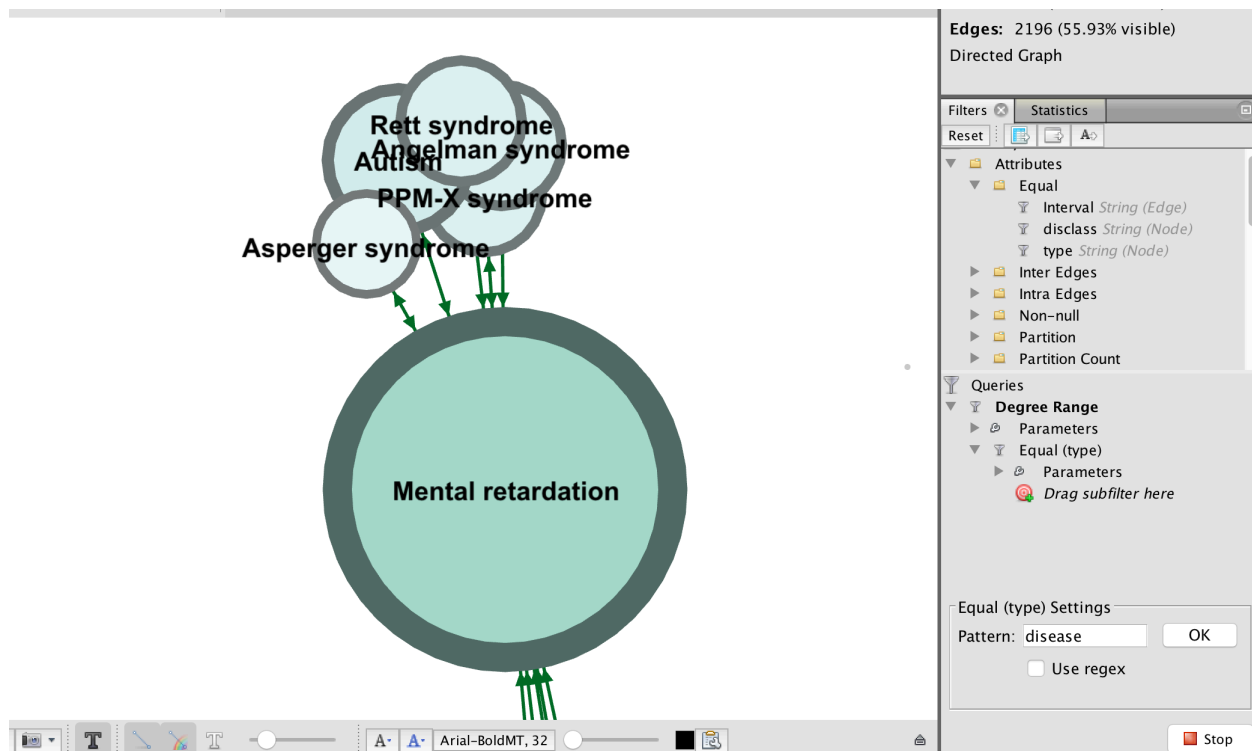 Edges: 2196 (55.93% visible)
Directed Graph
Filters
Statistics
Reset
Attributes
Equal
Interval String (Edge)
disclass String (Node)
type String (Node)
Inter Edges
Intra Edges
Non-null
Partition
Partition Count
Queries
Degree Range
Parameters
Equal (type)
Parameters
Drag subfilter here
Equal (type) Settings
Pattern: disease OK
Use regex
Stop
Rett syndrome
Angelman syndrome
Autism
PPM-X syndrome
Asperger syndrome
Mental retardation
T T A A Arial-BoldMT, 32